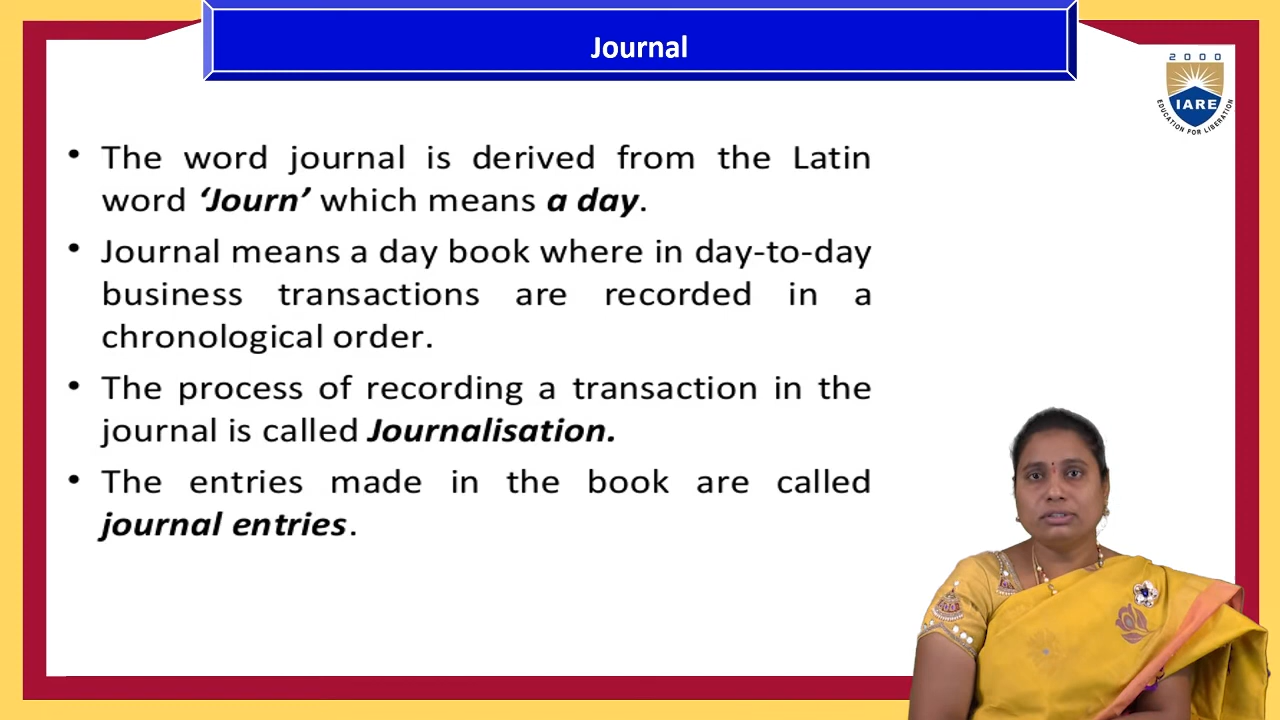 Journal
2000
IARE
EDUCATION FOR LIBERATION
• The word journal is derived from the Latin
word ‘Journ’ which means a day.
• Journal means a day book where in day-to-day
business transactions are recorded in a
chronological order.
• The process of recording a transaction in the
journal is called Journalisation.
• The entries made in the book are called
journal entries.